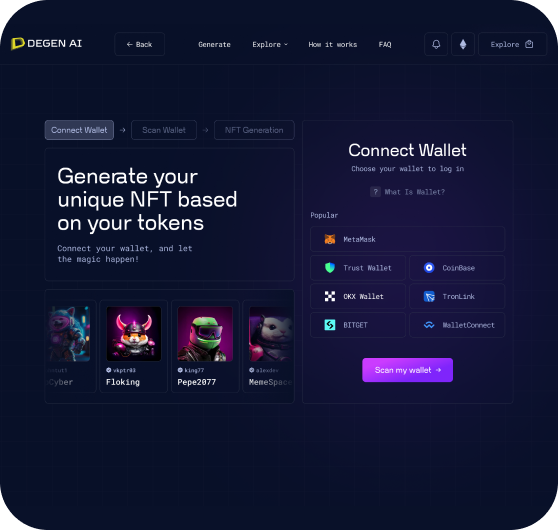 DEGEN AI
← Back
Generate
Explore
How it works
FAQ
Explore
Connect Wallet → Scan Wallet → NFT Generation
Generate your
unique NFT based
on your tokens
Connect your wallet, and let
the magic happen!
vkptr03
king77
alexdev
Cyber
Floking
Pepe2077
MemeSpace
Connect Wallet
Choose your wallet to log in
? What Is Wallet?
Popular
MetaMask
Trust Wallet
CoinBase
OKX Wallet
TronLink
BITGET
WalletConnect
Scan my wallet →